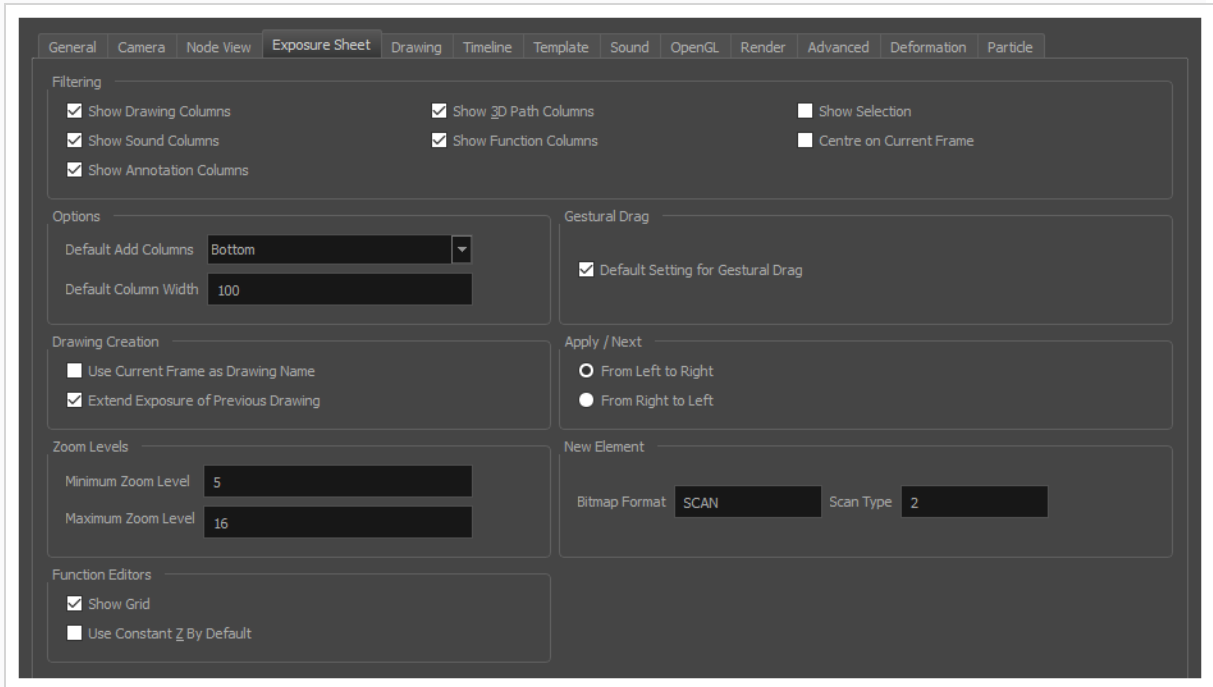 General Camera Node View Exposure Sheet Drawing Timeline Template Sound OpenGL Render Advanced Deformation Particle
Filtering
Show Drawing Columns Show 3D Path Columns Show Selection
Show Sound Columns Show Function Columns Centre on Current Frame
Show Annotation Columns
Options
Default Add Columns Bottom
Default Column Width 100
Gestural Drag
Default Setting for Gestural Drag
Drawing Creation
Use Current Frame as Drawing Name
Extend Exposure of Previous Drawing
Apply / Next
From Left to Right
From Right to Left
Zoom Levels
Minimum Zoom Level 5
Maximum Zoom Level 16
New Element
Bitmap Format SCAN Scan Type 2
Function Editors
Show Grid
Use Constant Z By Default